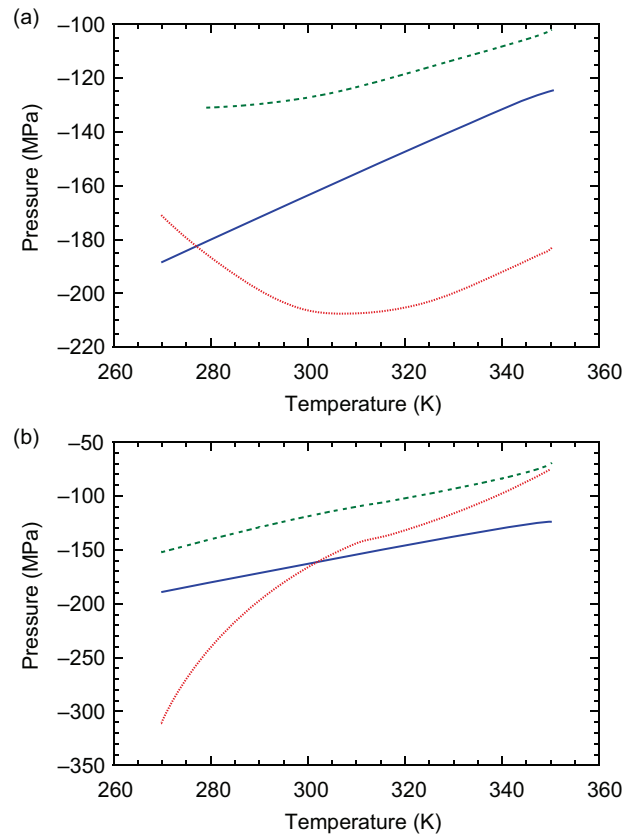 (a)
Pressure (MPa)
–100
–120
–140
–160
–180
–200
–220
260 280 300 320 340 360
Temperature (K)
(b)
Pressure (MPa)
–50
–100
–150
–200
–250
–300
–350
260 280 300 320 340 360
Temperature (K)